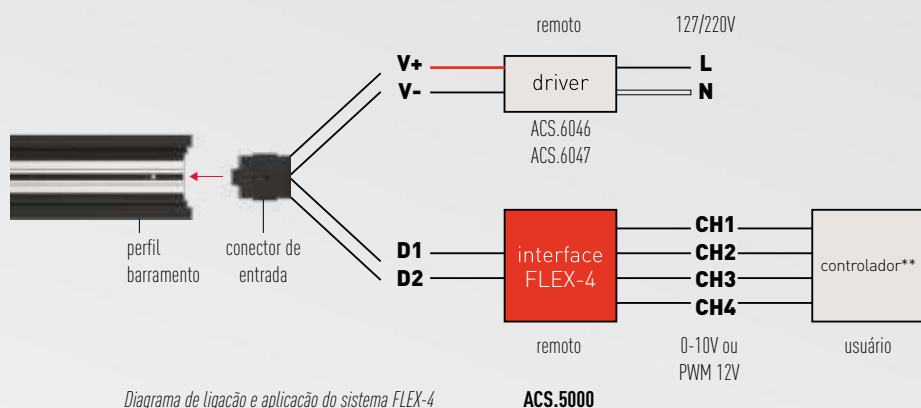 remoto
127/220V
V+
V-
driver
L
N
ACS.6046
ACS.6047
perfil
barramento
conector de
entrada
D1
D2
interface
FLEX-4
CH1
CH2
CH3
CH4
controlador**
remoto
0-10V ou
PWM 12V
usuário
Diagrama de ligação e aplicação do sistema FLEX-4
ACS.5000